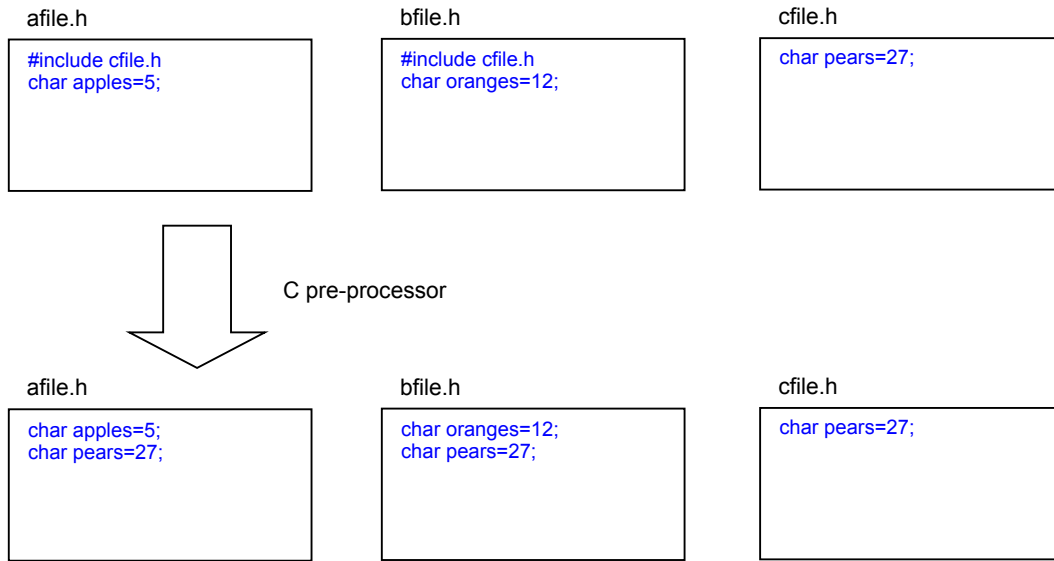 afile.h
#include cfile.h
char apples=5;
bfile.h
#include cfile.h
char oranges=12;
cfile.h
char pears=27;
C pre-processor
afile.h
char apples=5;
char pears=27;
bfile.h
char oranges=12;
char pears=27;
cfile.h
char pears=27;